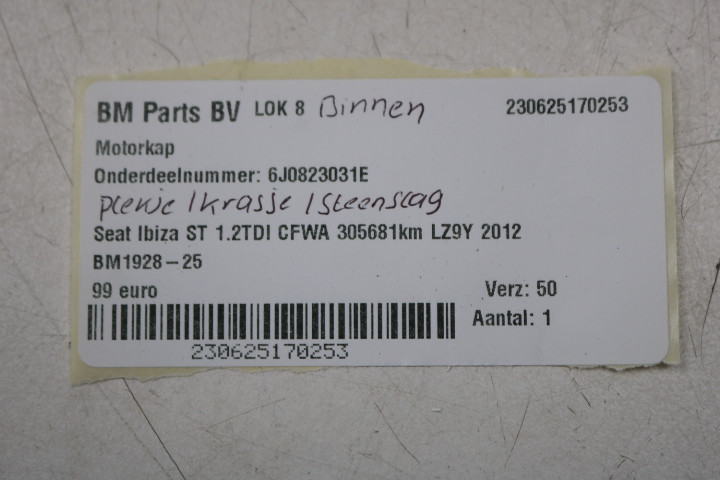 BM Parts BV LOK 8 Binnen 230625170253
Motorkap
Onderdeelnummer: 6J0823031E
plekje / krasje / steenslag
Seat Ibiza ST 1.2TDI CFWA 305681km LZ9Y 2012
BM1928-25
99 euro Verz: 50
Aantal: 1
230625170253